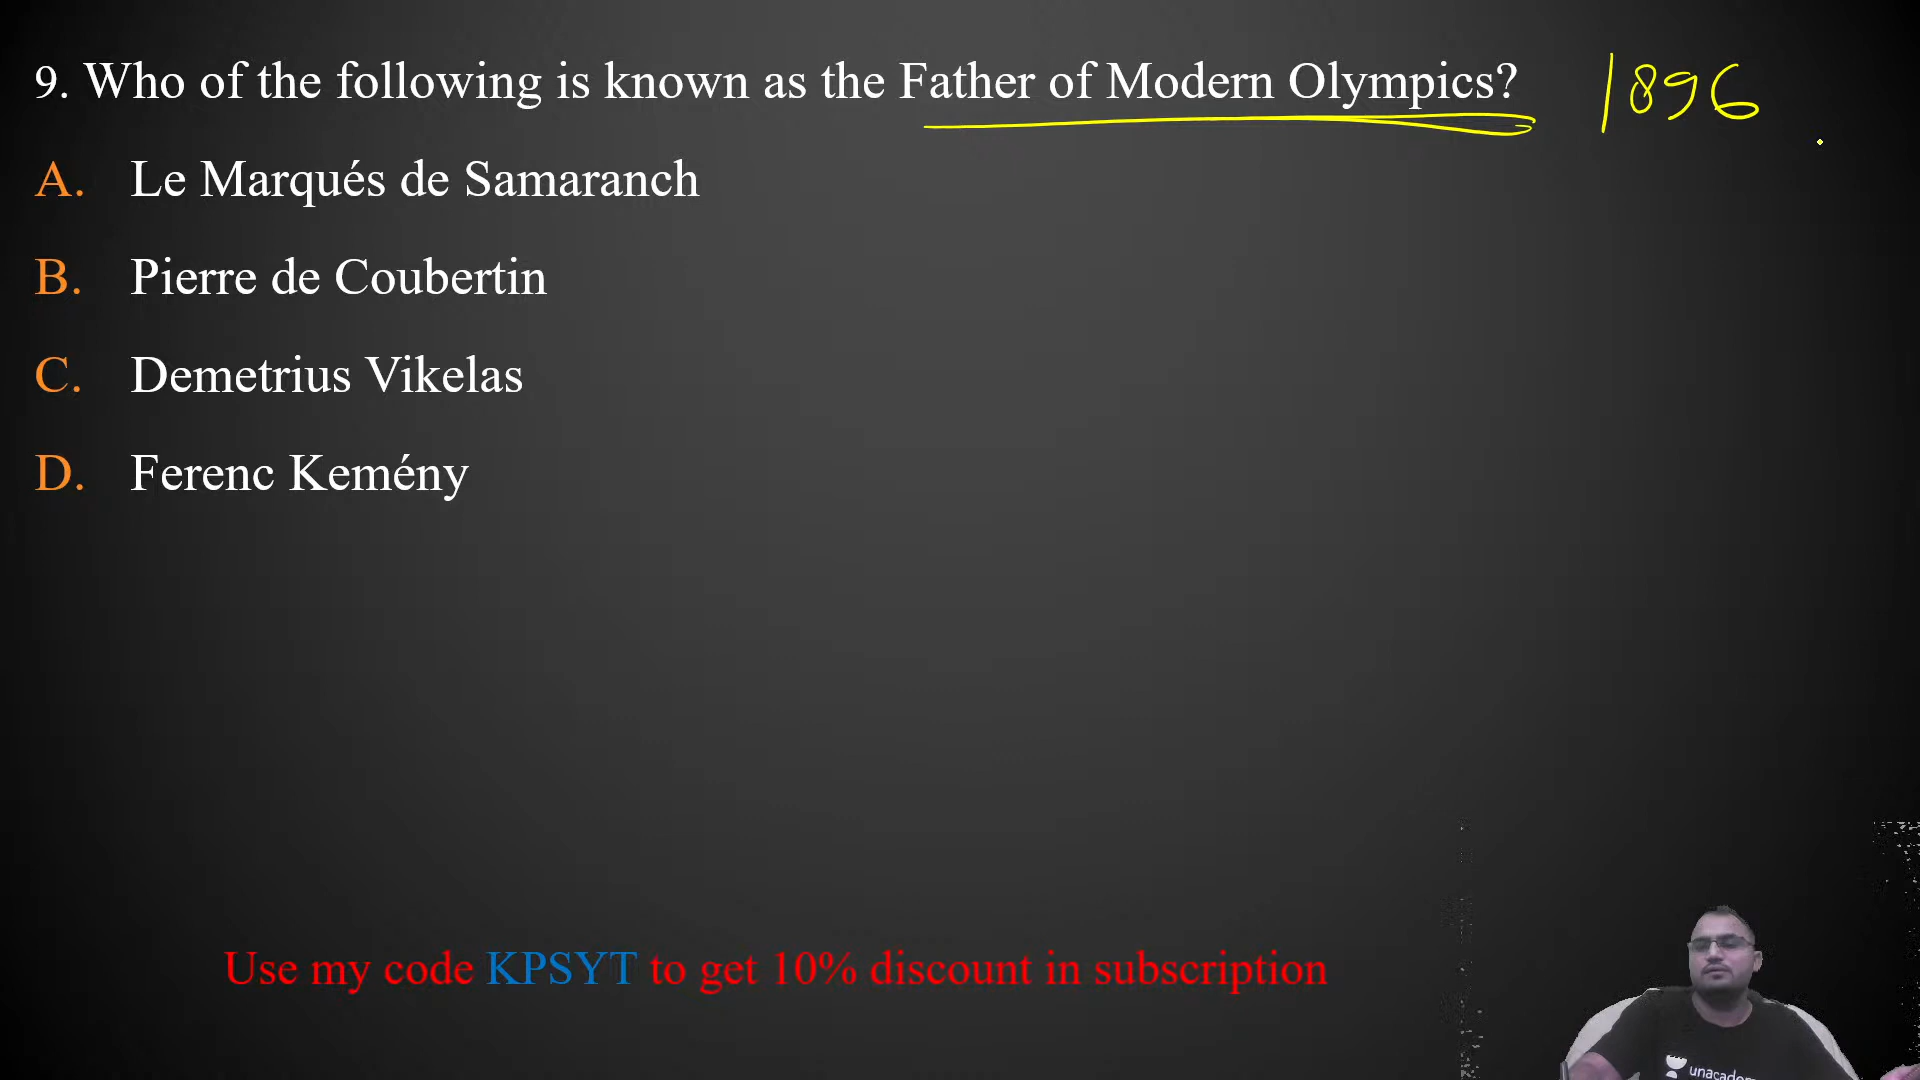 9. Who of the following is known as the Father of Modern Olympics? 1896
A. Le Marqués de Samaranch
B. Pierre de Coubertin
C. Demetrius Vikelas
D. Ferenc Kemény
Use my code KPSYT to get 10% discount in subscription